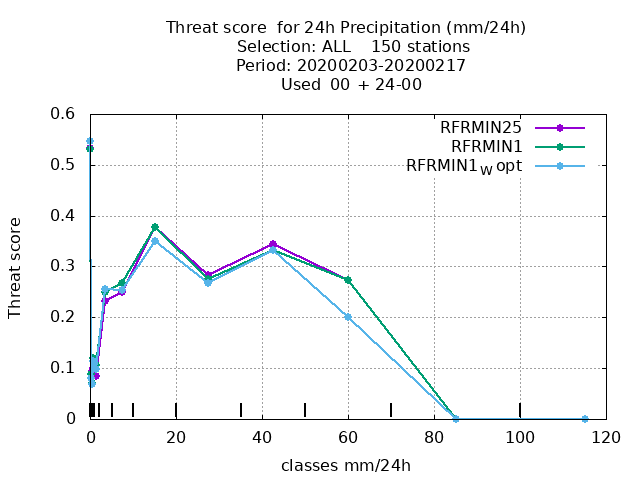 Threat score  for 24h Precipitation (mm/24h)
Selection: ALL    150 stations
Period: 20200203-20200217
Used  00 + 24-00
RFRMIN25
RFRMIN1
RFRMIN1w opt
Threat score
0.6
0.5
0.4
0.3
0.2
0.1
0
0 20 40 60 80 100 120
classes mm/24h